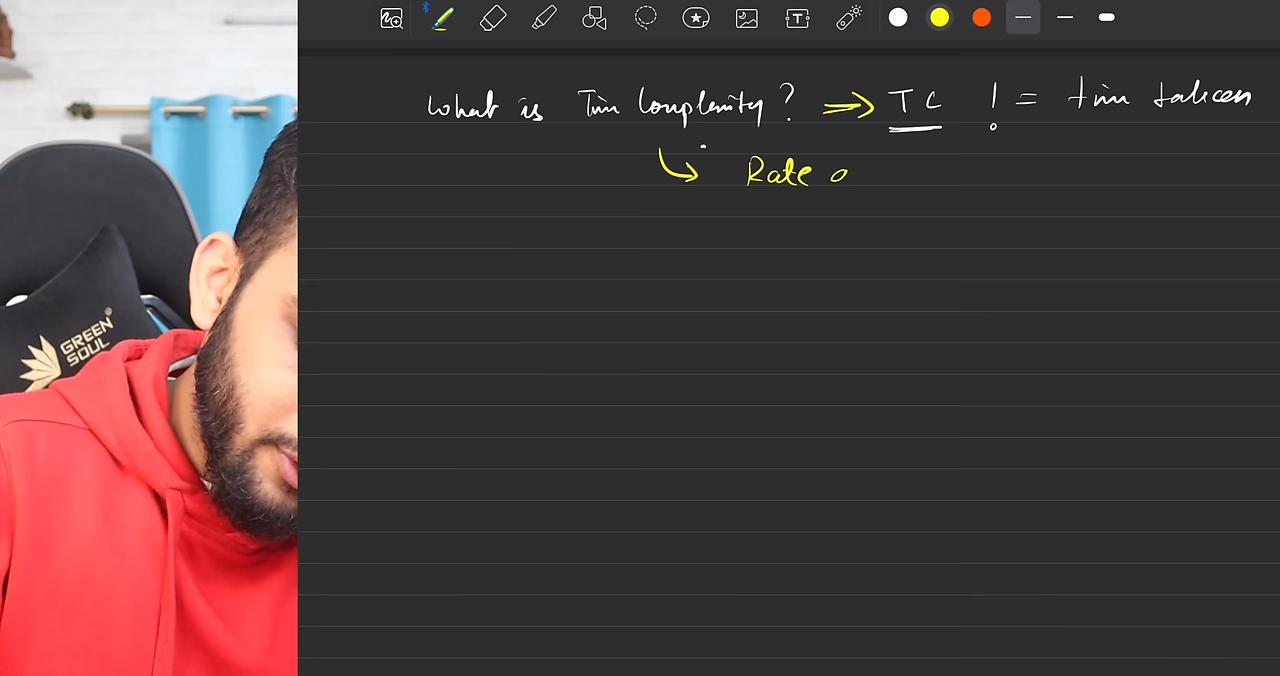 What is Time Complexity? => TC != time taken
Rate o
GREEN
SOUL